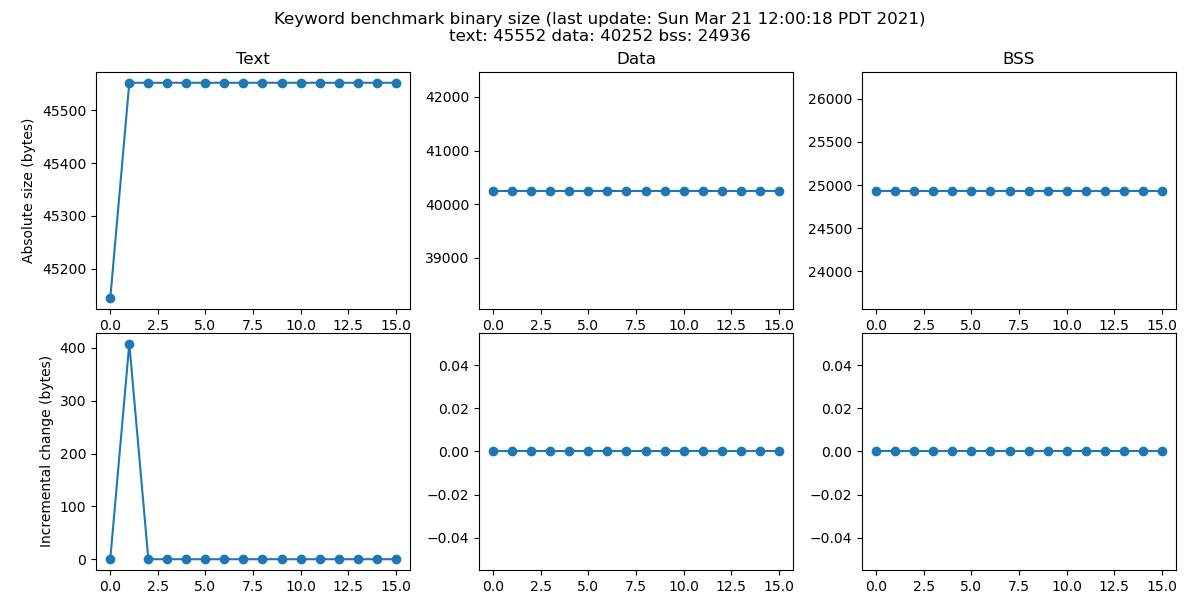 Keyword benchmark binary size (last update: Sun Mar 21 12:00:18 PDT 2021)
text: 45552 data: 40252 bss: 24936
Text
Data
BSS
Absolute size (bytes)
45500
45400
45300
45200
0.0 2.5 5.0 7.5 10.0 12.5 15.0
42000
41000
40000
39000
0.0 2.5 5.0 7.5 10.0 12.5 15.0
26000
25500
25000
24500
24000
0.0 2.5 5.0 7.5 10.0 12.5 15.0
Incremental change (bytes)
400
300
200
100
0
0.0 2.5 5.0 7.5 10.0 12.5 15.0
0.04
0.02
0.00
−0.02
−0.04
0.0 2.5 5.0 7.5 10.0 12.5 15.0
0.04
0.02
0.00
−0.02
−0.04
0.0 2.5 5.0 7.5 10.0 12.5 15.0